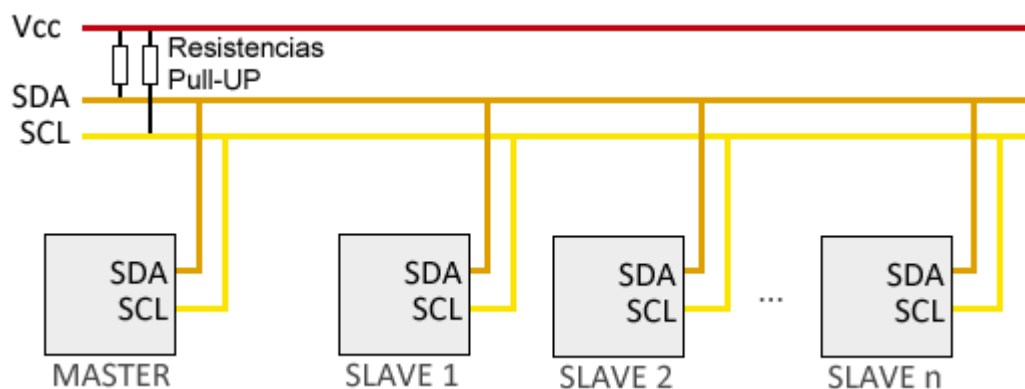 Vcc
Resistencias
Pull-UP
SDA
SCL
SDA
SCL
MASTER
SDA
SCL
SLAVE 1
SDA
SCL
SLAVE 2
...
SDA
SCL
SLAVE n